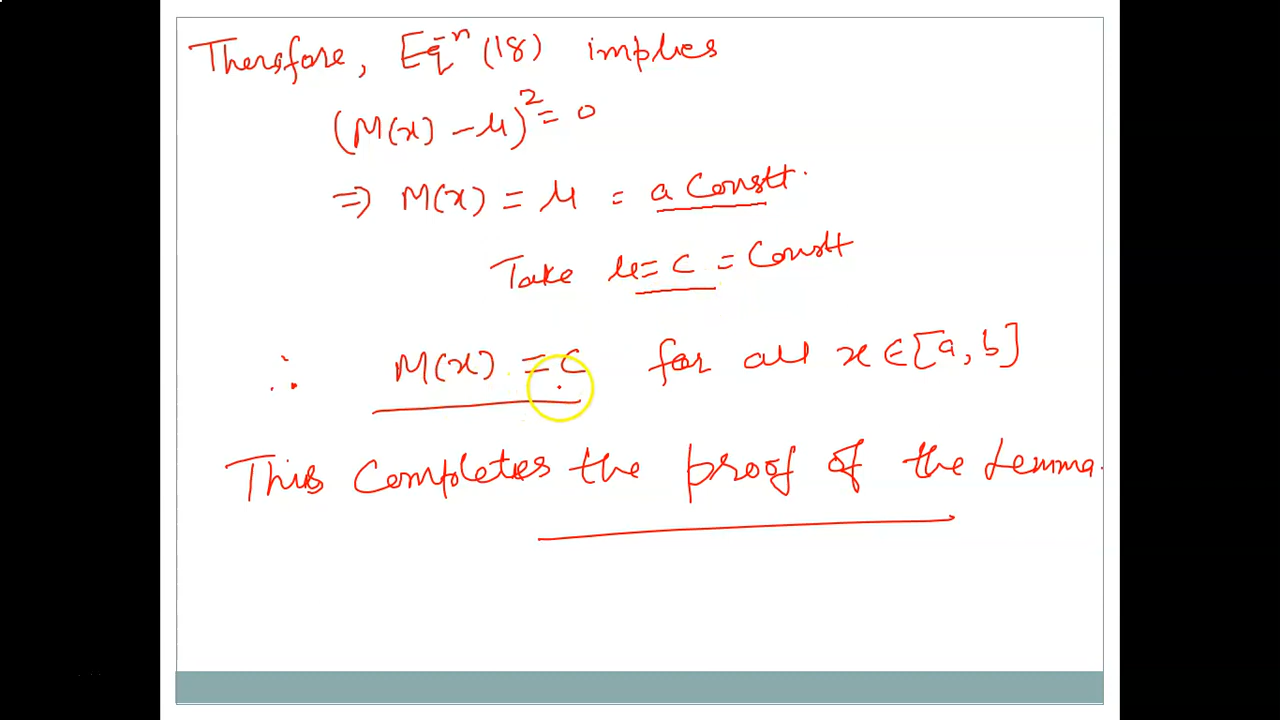 Therefore, Eqⁿ (18) implies
(M(x) - μ)² = 0
⇒ M(x) = μ = a Constt.
Take μ = C = Constt
∴ M(x) = C for all x ∈ [a, b]
This Completes the proof of the Lemma.